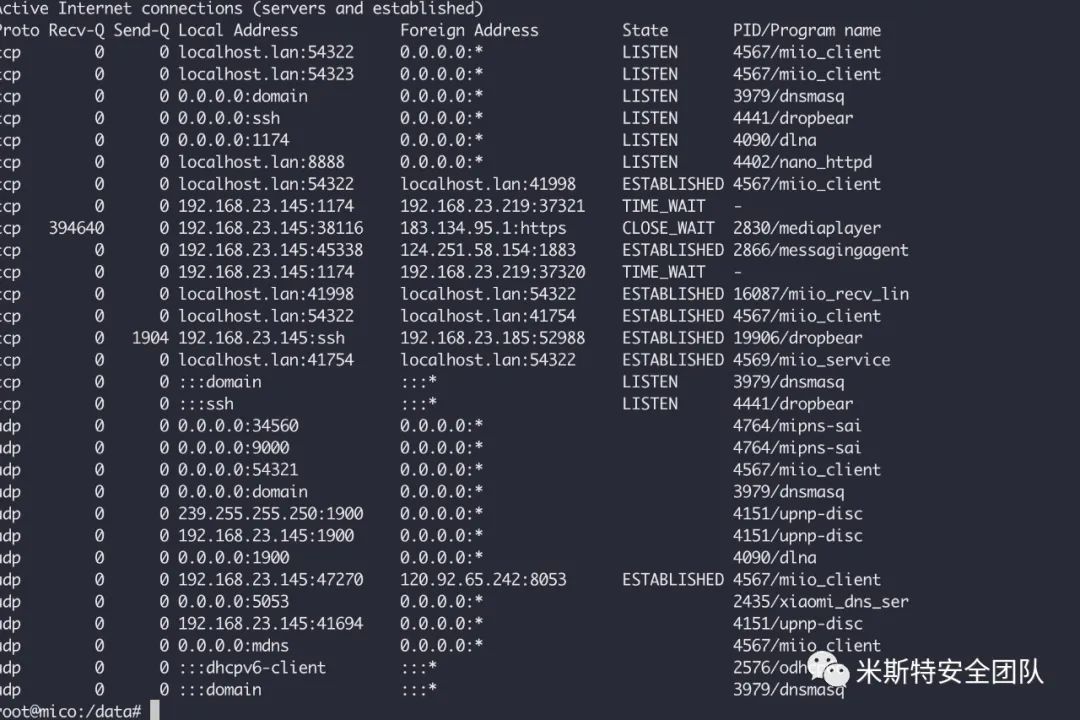 Active Internet connections (servers and established)
Proto Recv-Q Send-Q Local Address Foreign Address State PID/Program name
tcp 0 0 localhost.lan:54322 0.0.0.0:* LISTEN 4567/miio_client
tcp 0 0 localhost.lan:54323 0.0.0.0:* LISTEN 4567/miio_client
tcp 0 0 0.0.0.0:domain 0.0.0.0:* LISTEN 3979/dnsmasq
tcp 0 0 0.0.0.0:ssh 0.0.0.0:* LISTEN 4441/dropbear
tcp 0 0 0.0.0.0:1174 0.0.0.0:* LISTEN 4090/dlna
tcp 0 0 localhost.lan:8888 0.0.0.0:* LISTEN 4402/nano_httpd
tcp 0 0 localhost.lan:54322 localhost.lan:41998 ESTABLISHED 4567/miio_client
tcp 0 0 192.168.23.145:1174 192.168.23.219:37321 TIME_WAIT -
tcp 394640 0 192.168.23.145:38116 183.134.95.1:https CLOSE_WAIT 2830/mediaplayer
tcp 0 0 192.168.23.145:45338 124.251.58.154:1883 ESTABLISHED 2866/messagingagent
tcp 0 0 192.168.23.145:1174 192.168.23.219:37320 TIME_WAIT -
tcp 0 0 localhost.lan:41998 localhost.lan:54322 ESTABLISHED 16087/miio_recv_lin
tcp 0 0 localhost.lan:54322 localhost.lan:41754 ESTABLISHED 4567/miio_client
tcp 0 1904 192.168.23.145:ssh 192.168.23.185:52988 ESTABLISHED 19906/dropbear
tcp 0 0 localhost.lan:41754 localhost.lan:54322 ESTABLISHED 4569/miio_service
tcp 0 0 :::domain :::* LISTEN 3979/dnsmasq
tcp 0 0 :::ssh :::* LISTEN 4441/dropbear
udp 0 0 0.0.0.0:34560 0.0.0.0:* 4764/mipns-sai
udp 0 0 0.0.0.0:9000 0.0.0.0:* 4764/mipns-sai
udp 0 0 0.0.0.0:54321 0.0.0.0:* 4567/miio_client
udp 0 0 0.0.0.0:domain 0.0.0.0:* 3979/dnsmasq
udp 0 0 239.255.255.250:1900 0.0.0.0:* 4151/upnp-disc
udp 0 0 192.168.23.145:1900 0.0.0.0:* 4151/upnp-disc
udp 0 0 0.0.0.0:1900 0.0.0.0:* 4090/dlna
udp 0 0 192.168.23.145:47270 120.92.65.242:8053 ESTABLISHED 4567/miio_client
udp 0 0 0.0.0.0:5053 0.0.0.0:* 2435/xiaomi_dns_ser
udp 0 0 192.168.23.145:41694 0.0.0.0:* 4151/upnp-disc
udp 0 0 0.0.0.0:mdns 0.0.0.0:* 4567/miio_client
udp 0 0 :::dhcpv6-client :::*
udp 0 0 :::domain :::* 3979/dnsmasq
root@mico:/data#
米斯特安全团队